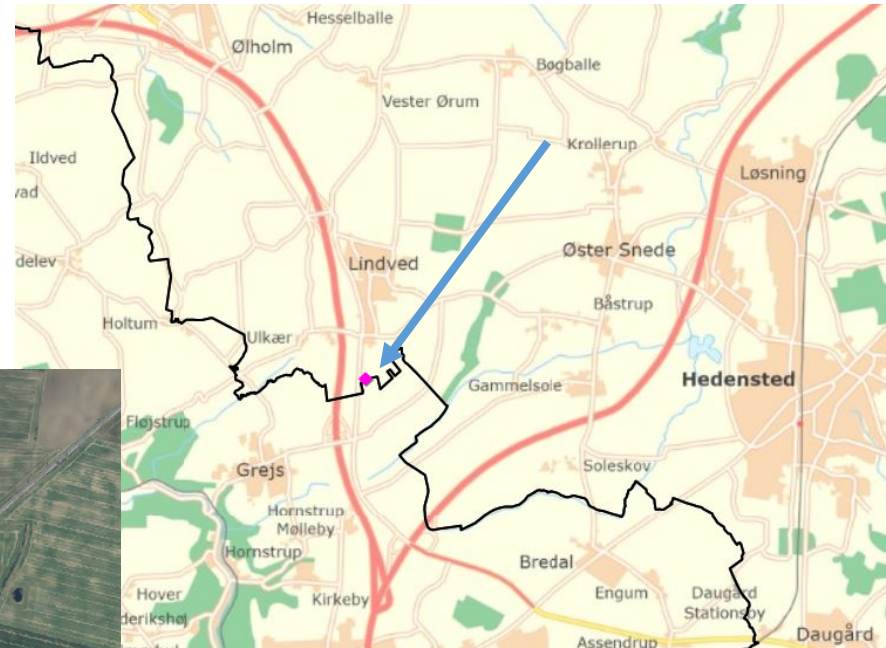 Hesselballe
Ølholm
Bøgballe
Vester Ørum
Krollerup
Ildved
Løsning
vad
Øster Snede
delev
Lindved
Båstrup
Holtum
Ulkær
Gammelsole
Hedensted
Fløjstrup
Grejs
Soleskov
Hornstrup
Mølleby
Hornstrup
Bredal
Hover
Kirkeby
Engum
Daugård
Stationsby
derikshøj
Assendrup
Daugård